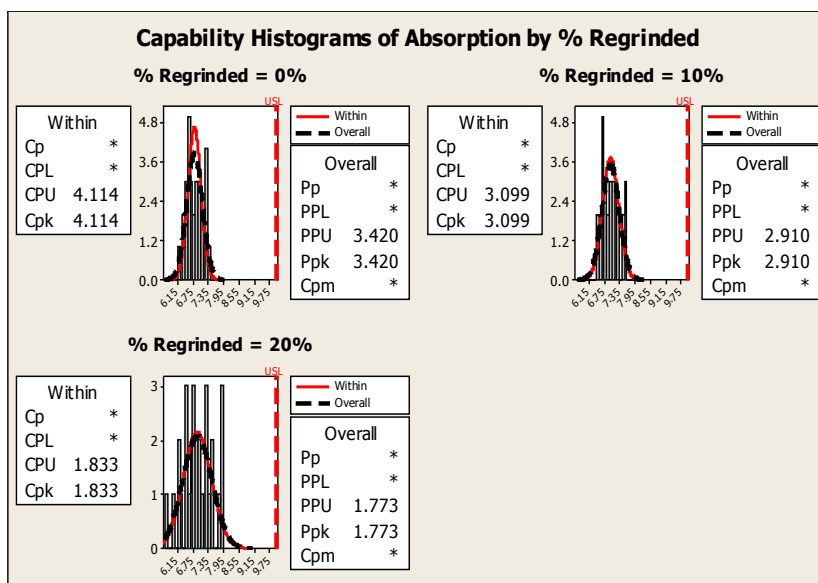 Capability Histograms of Absorption by % Regrinded
% Regrinded = 0%
Within
Cp *
CPL *
CPU 4.114
Cpk 4.114
USL
4.8
3.6
2.4
1.2
0.0
6.15 6.75 7.35 7.95 8.55 9.15 9.75
Within
Overall
Overall
Pp *
PPL *
PPU 3.420
Ppk 3.420
Cpm *
% Regrinded = 10%
Within
Cp *
CPL *
CPU 3.099
Cpk 3.099
USL
4.8
3.6
2.4
1.2
0.0
6.15 6.75 7.35 7.95 8.55 9.15 9.75
Within
Overall
Overall
Pp *
PPL *
PPU 2.910
Ppk 2.910
Cpm *
% Regrinded = 20%
Within
Cp *
CPL *
CPU 1.833
Cpk 1.833
USL
3
2
1
0
6.15 6.75 7.35 7.95 8.55 9.15 9.75
Within
Overall
Overall
Pp *
PPL *
PPU 1.773
Ppk 1.773
Cpm *